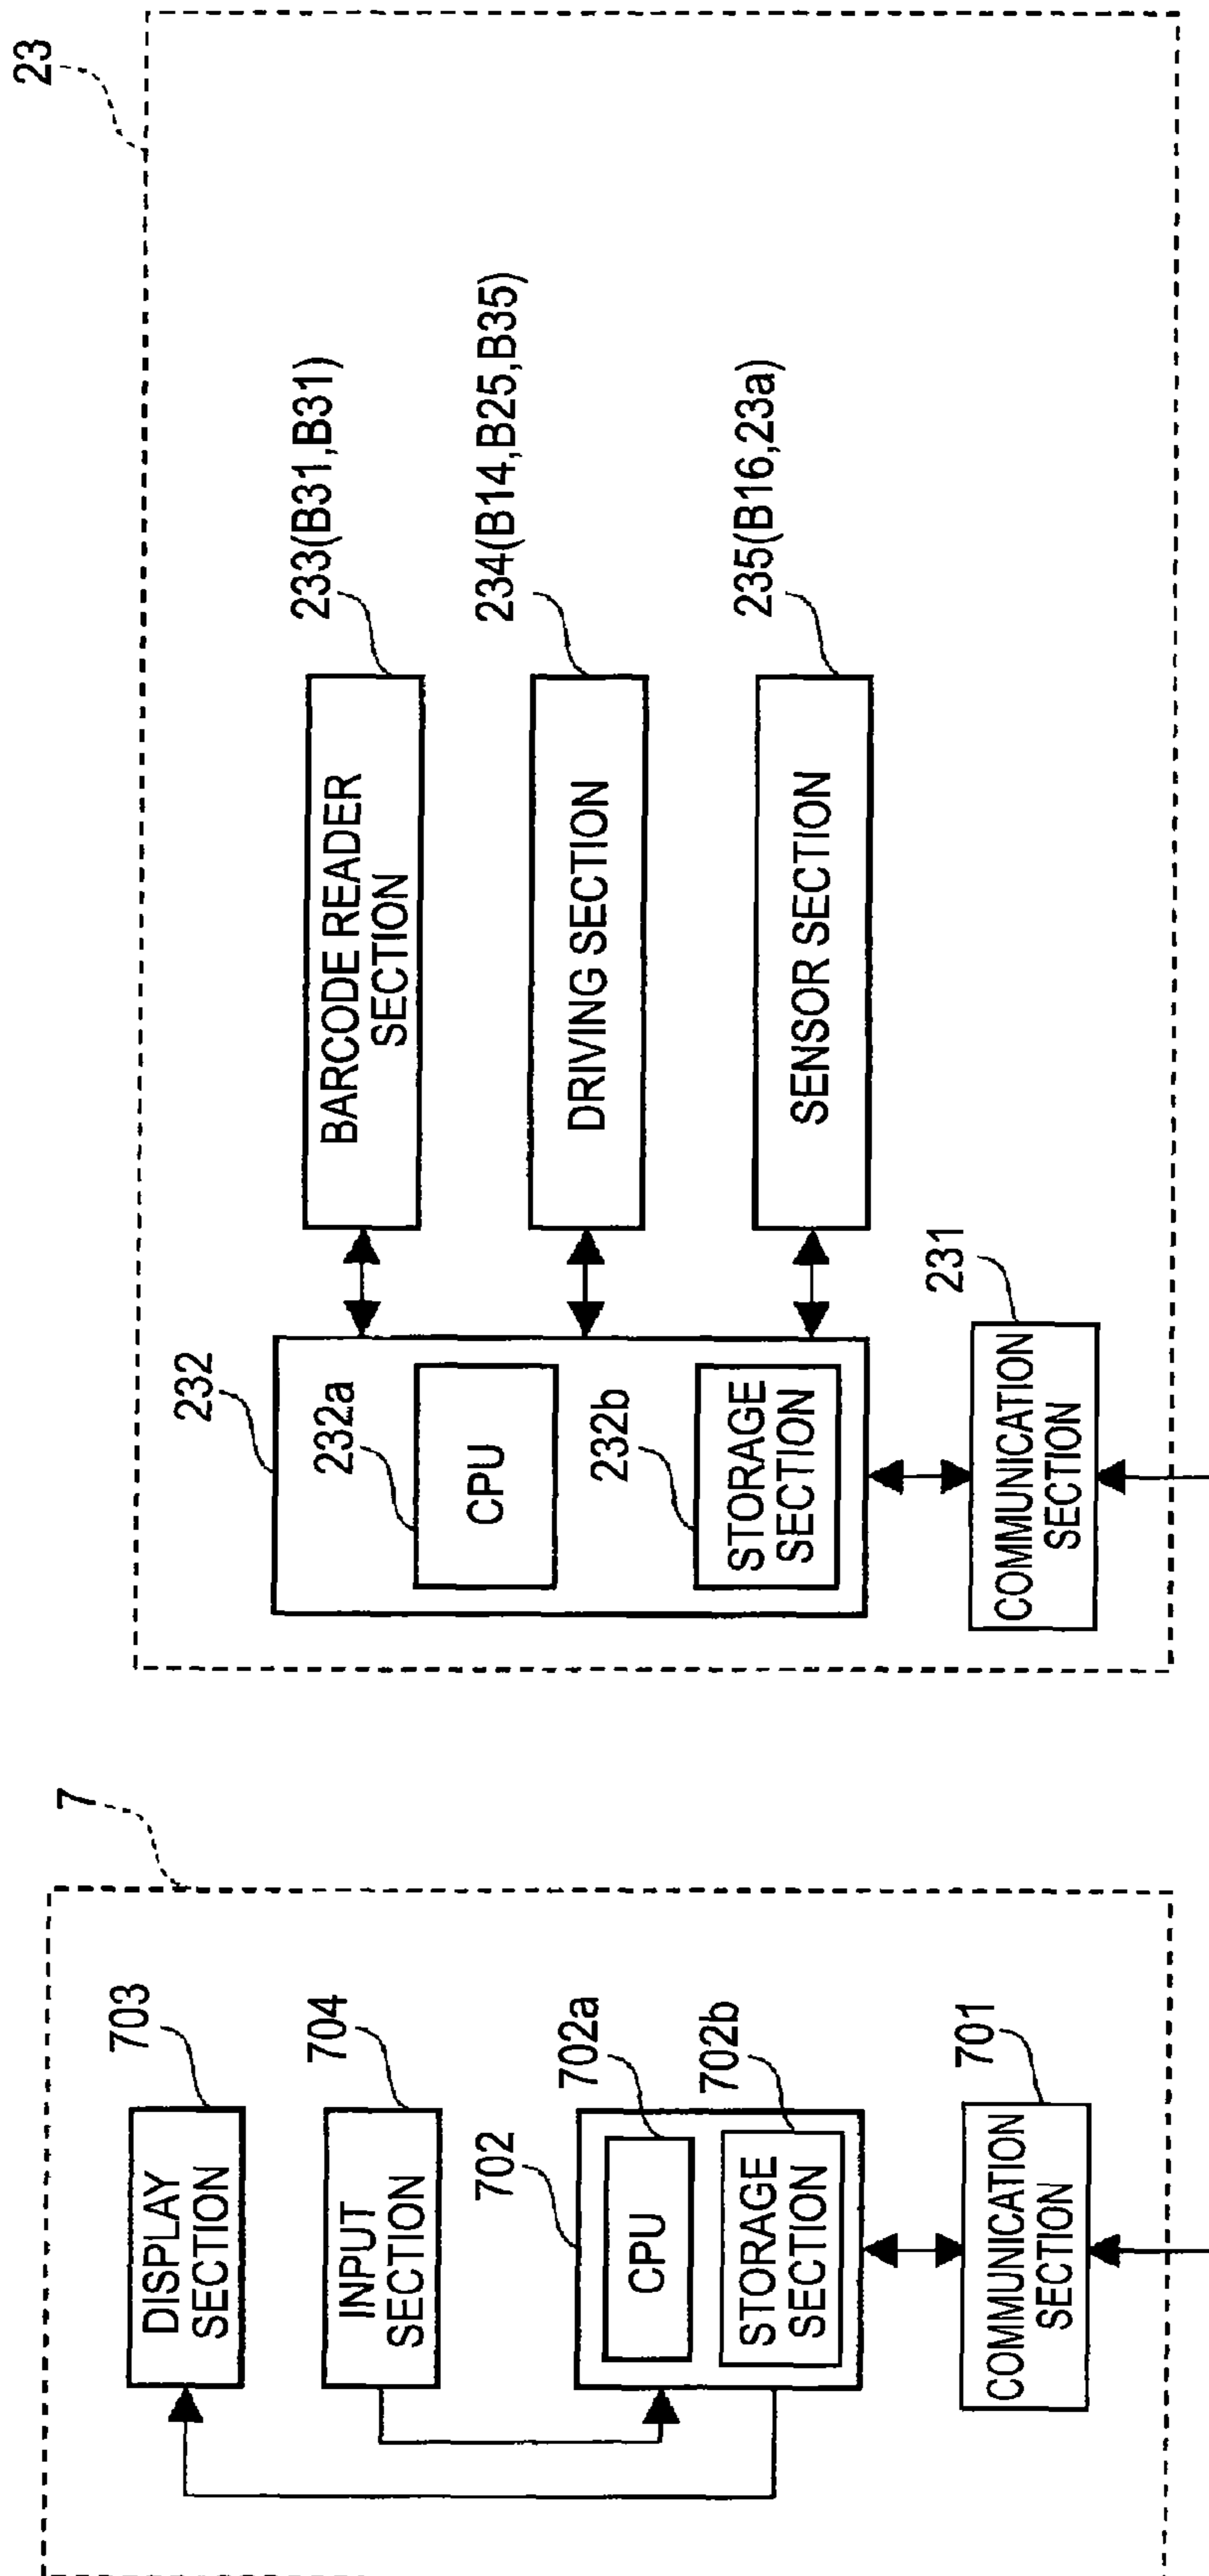 7
703
DISPLAY
SECTION
704
INPUT
SECTION
702
702a
CPU
702b
STORAGE
SECTION
701
COMMUNICATION
SECTION
23
232
232a
CPU
232b
STORAGE
SECTION
231
COMMUNICATION
SECTION
233(B31,B31)
BARCODE READER
SECTION
234(B14,B25,B35)
DRIVING SECTION
235(B16,23a)
SENSOR SECTION